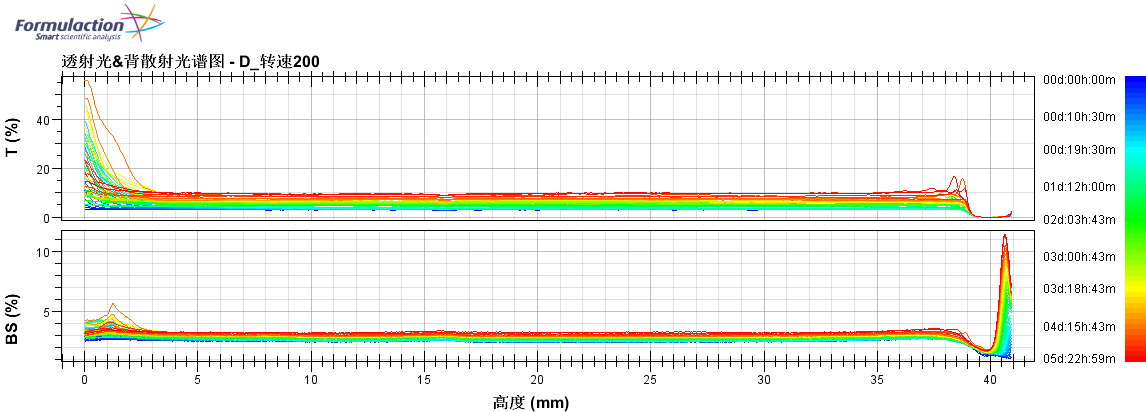 Formulaction
Smart scientific analysis
透射光&背散射光谱图 - D_转速200
T (%)
40
20
0
BS (%)
10
5
0 5 10 15 20 25 30 35 40
高度 (mm)
00d:00h:00m
00d:10h:30m
00d:19h:30m
01d:12h:00m
02d:03h:43m
03d:00h:43m
03d:18h:43m
04d:15h:43m
05d:22h:59m